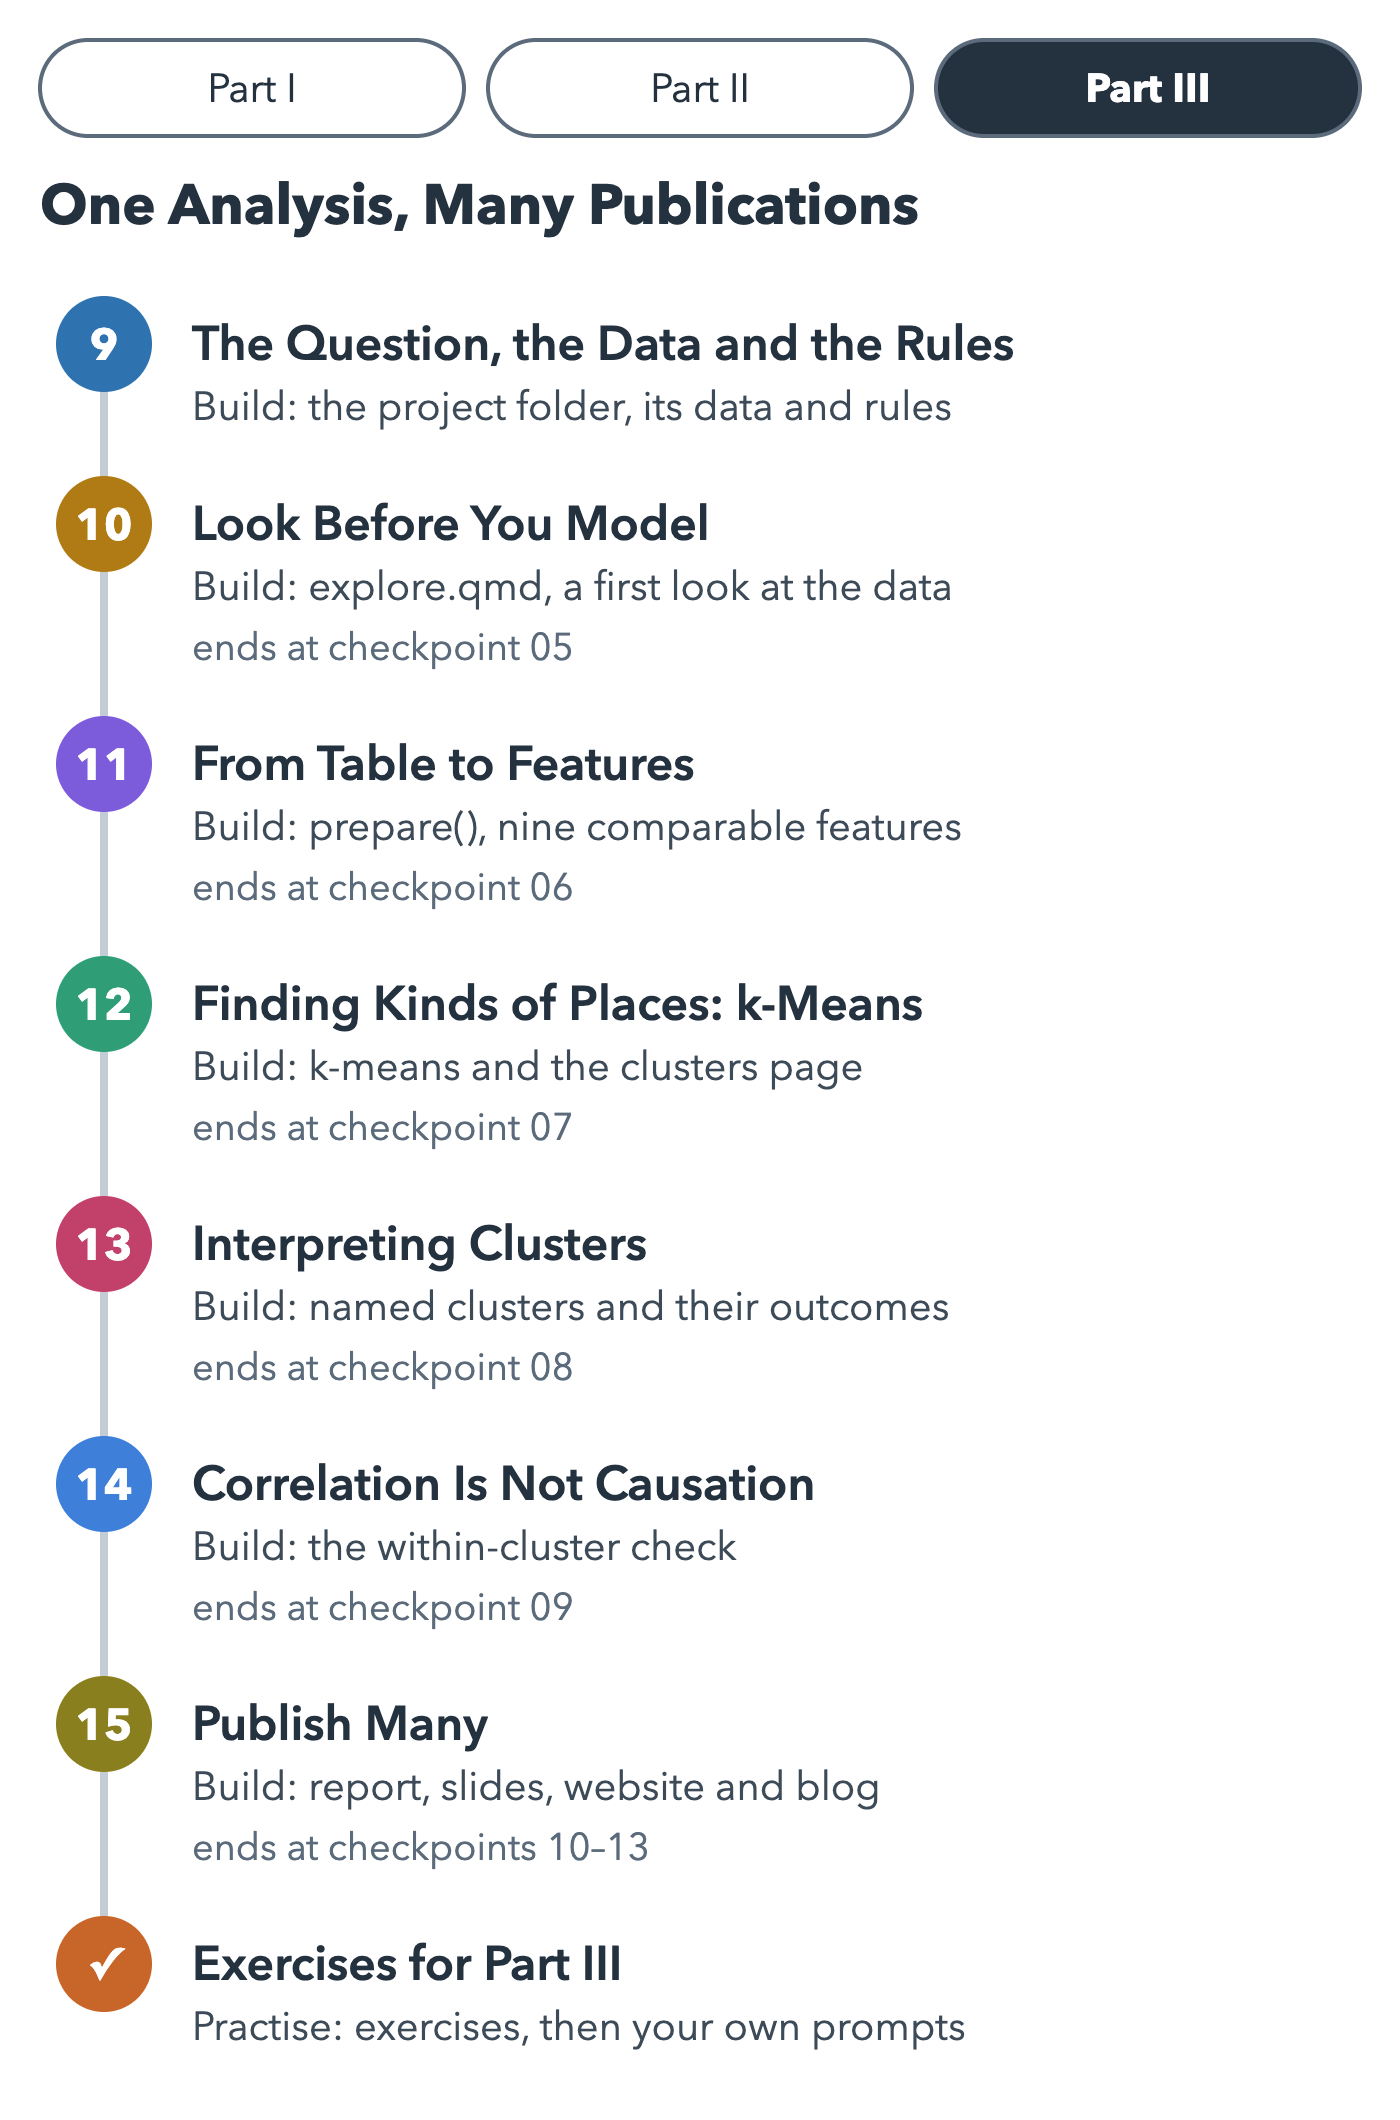 Part I
Part II
Part III
One Analysis, Many Publications
9
The Question, the Data and the Rules
Build: the project folder, its data and rules
10
Look Before You Model
Build: explore.qmd, a first look at the data
ends at checkpoint 05
11
From Table to Features
Build: prepare(), nine comparable features
ends at checkpoint 06
12
Finding Kinds of Places: k-Means
Build: k-means and the clusters page
ends at checkpoint 07
13
Interpreting Clusters
Build: named clusters and their outcomes
ends at checkpoint 08
14
Correlation Is Not Causation
Build: the within-cluster check
ends at checkpoint 09
15
Publish Many
Build: report, slides, website and blog
ends at checkpoints 10–13
✓
Exercises for Part III
Practise: exercises, then your own prompts